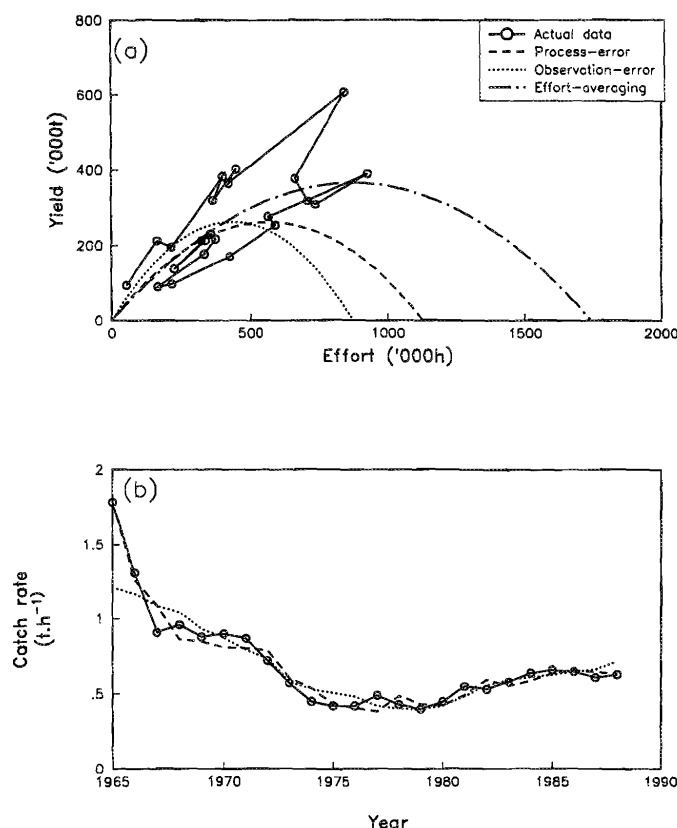 800
(a)
Actual data
Process-error
Observation-error
Effort-averaging
600
400
200
0
Yield ('000t)
0 500 1000 1500 2000
Effort ('000h)
2
(b)
1.5
1
.5
0
Catch rate
(t.h⁻¹)
1965 1970 1975 1980 1985 1990
Year